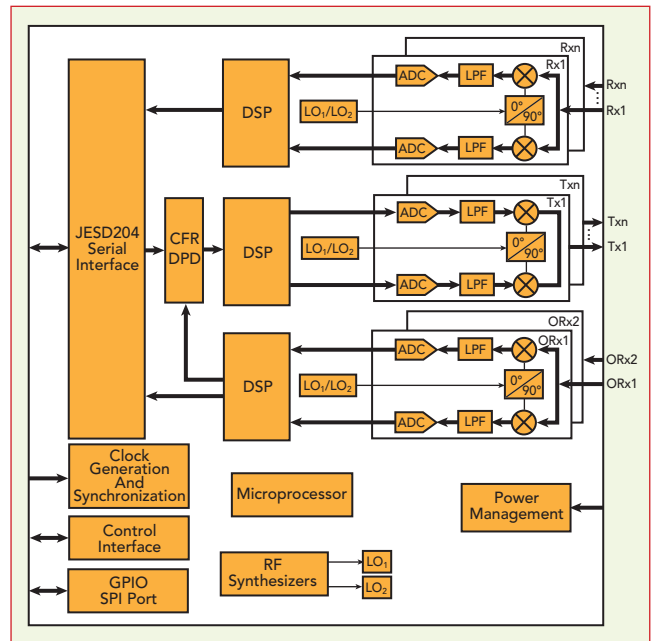 Rxn
Rx1
ADC
LPF
Rxn
Rx1
DSP
LO₁/LO₂
0°
90°
ADC
LPF
JESD204
Serial
Interface
CFR
DPD
DSP
Txn
Tx1
ADC
LPF
LO₁/LO₂
0°
90°
Txn
Tx1
ADC
LPF
ORx2
ORx1
ADC
LPF
DSP
LO₁/LO₂
0°
90°
ORx2
ORx1
ADC
LPF
Clock
Generation
And
Synchronization
Microprocessor
Power
Management
Control
Interface
RF
Synthesizers
LO₁
LO₂
GPIO
SPI Port